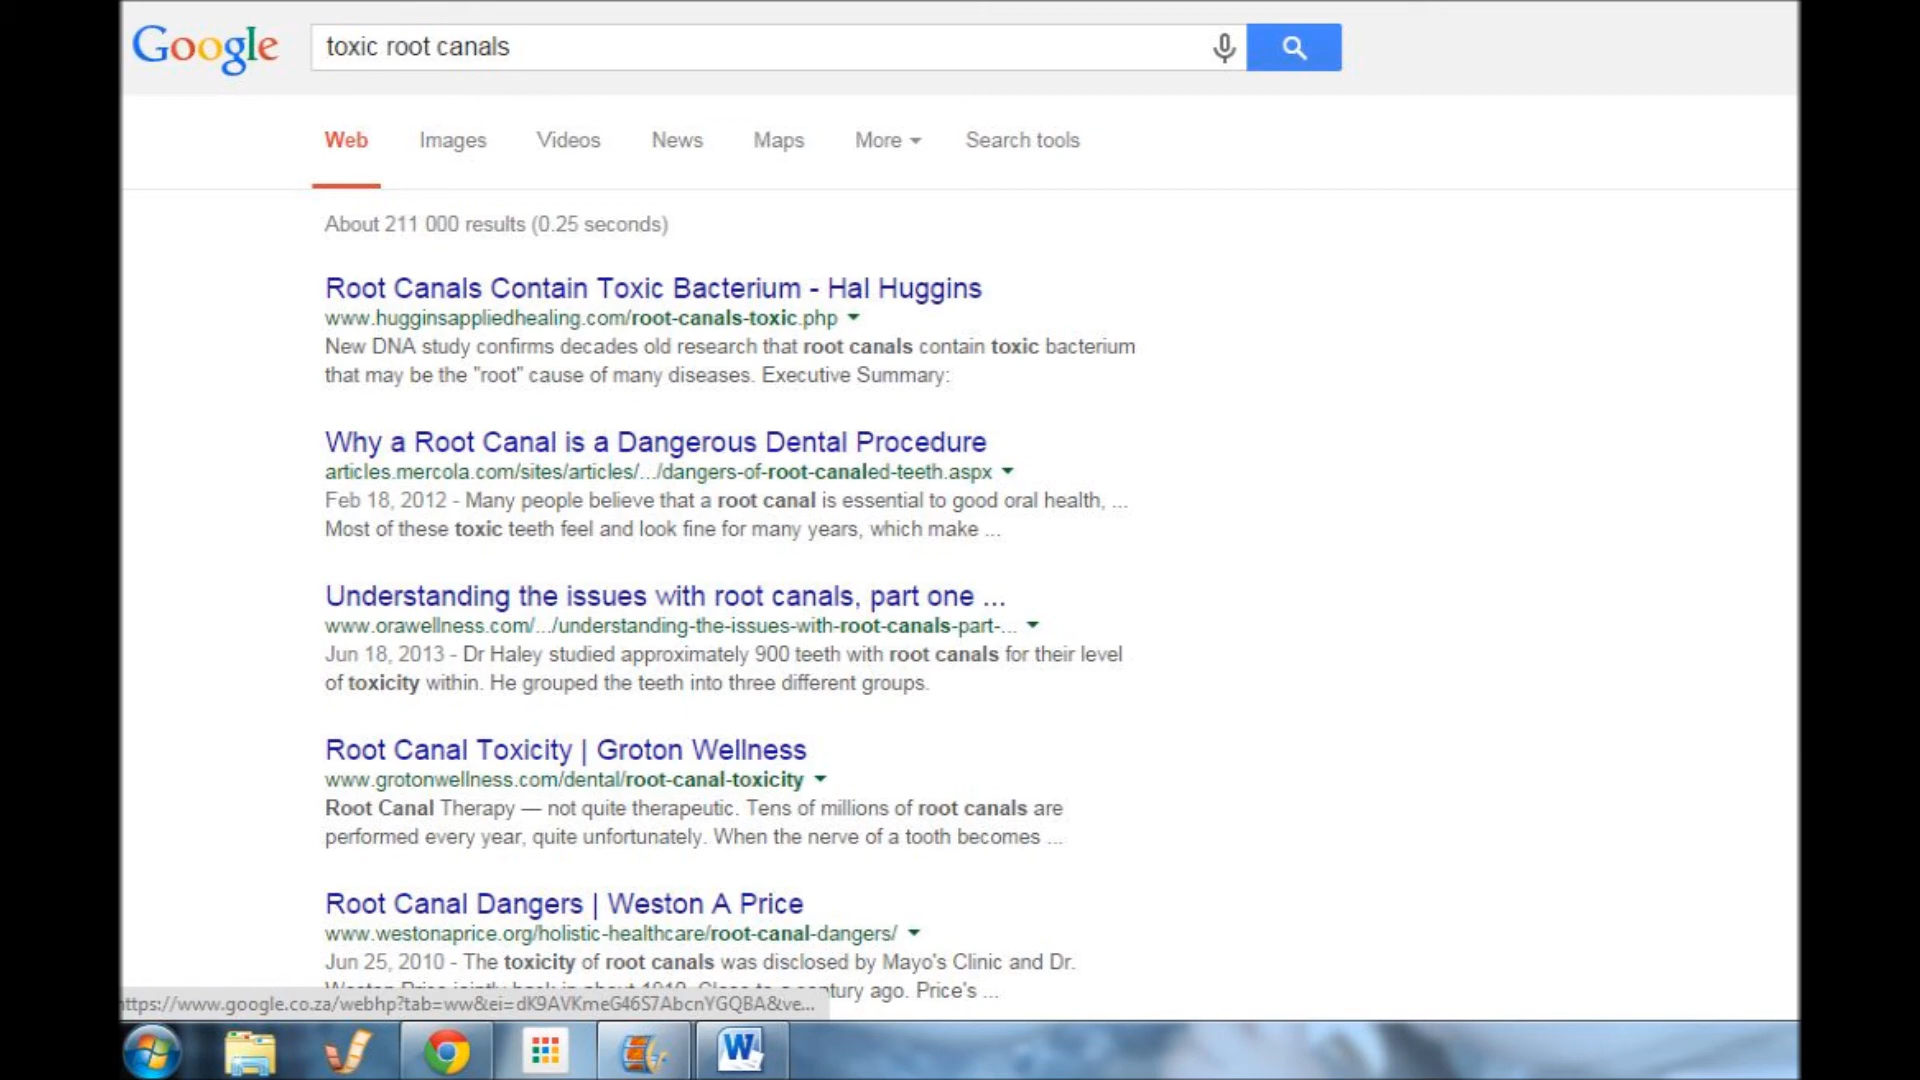 Google
toxic root canals
Web Images Videos News Maps More Search tools
About 211 000 results (0.25 seconds)
Root Canals Contain Toxic Bacterium - Hal Huggins
www.hugginsappliedhealing.com/root-canals-toxic.php
New DNA study confirms decades old research that root canals contain toxic bacterium
that may be the "root" cause of many diseases. Executive Summary:
Why a Root Canal is a Dangerous Dental Procedure
articles.mercola.com/sites/articles/.../dangers-of-root-canaled-teeth.aspx
Feb 18, 2012 - Many people believe that a root canal is essential to good oral health, ...
Most of these toxic teeth feel and look fine for many years, which make ...
Understanding the issues with root canals, part one ...
www.orawellness.com/.../understanding-the-issues-with-root-canals-part-...
Jun 18, 2013 - Dr Haley studied approximately 900 teeth with root canals for their level
of toxicity within. He grouped the teeth into three different groups.
Root Canal Toxicity | Groton Wellness
www.grotonwellness.com/dental/root-canal-toxicity
Root Canal Therapy — not quite therapeutic. Tens of millions of root canals are
performed every year, quite unfortunately. When the nerve of a tooth becomes ...
Root Canal Dangers | Weston A Price
www.westonaprice.org/holistic-healthcare/root-canal-dangers/
Jun 25, 2010 - The toxicity of root canals was disclosed by Mayo's Clinic and Dr.
ago. Price's ...
https://www.google.co.za/webhp?tab=ww&ei=dK9AVKmeG46S7AbcnYGQBA&ve...
W